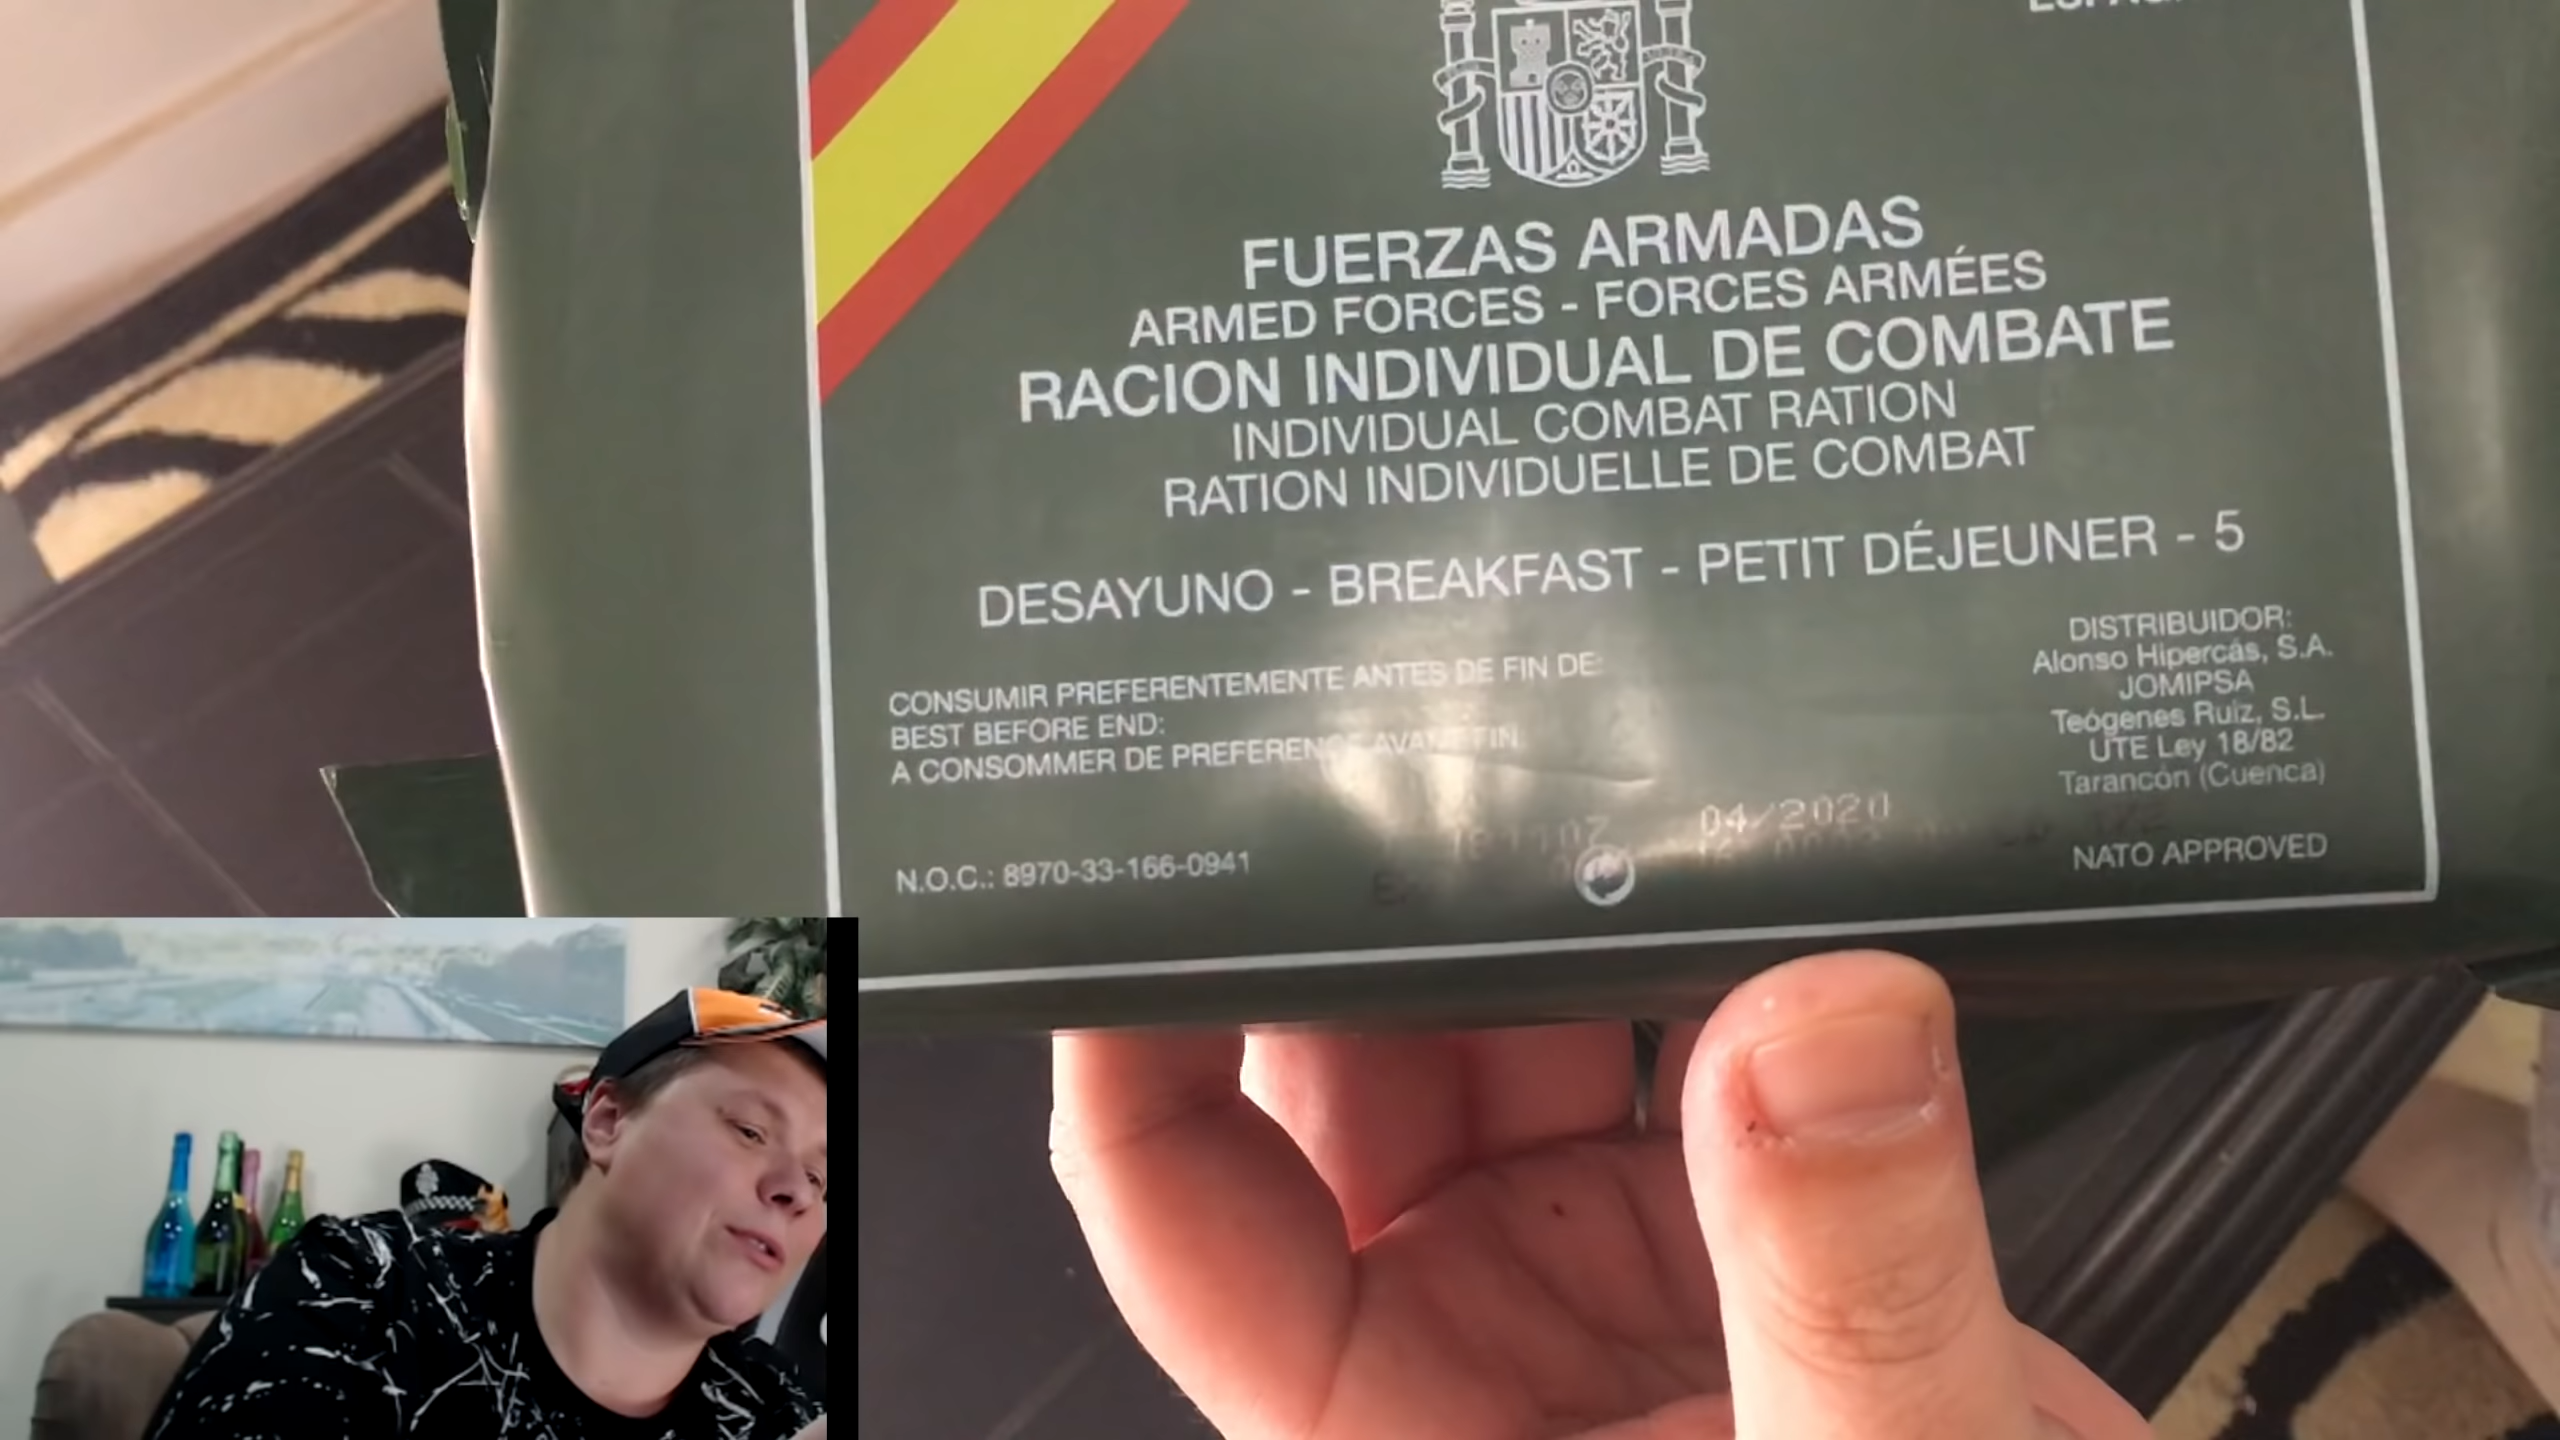 FUERZAS ARMADAS
ARMED FORCES - FORCES ARMÉES
RACION INDIVIDUAL DE COMBATE
INDIVIDUAL COMBAT RATION
RATION INDIVIDUELLE DE COMBAT
DESAYUNO - BREAKFAST - PETIT DÉJEUNER - 5
CONSUMIR PREFERENTEMENTE ANTES DE FIN DE:
BEST BEFORE END:
A CONSOMMER DE PREFERENCE AVANT FIN
04/2020
N.O.C.: 8970-33-166-0941
DISTRIBUIDOR:
Alonso Hipercás, S.A.
JOMIPSA
Teógenes Ruiz, S.L.
UTE Ley 18/82
Tarancón (Cuenca)
NATO APPROVED